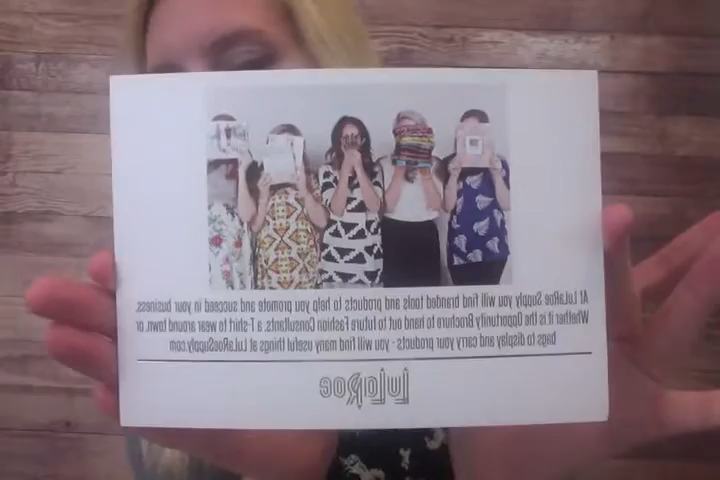 At LuLaRoe Supply you will find branded tools and products to help you promote and succeed in your business.
Whether it is the Opportunity Brochure to hand out to future Fashion Consultants, a T-shirt to wear around town, or
bags to display and carry your products - you will find many useful things at LuLaRoeSupply.com
LuLaRoe